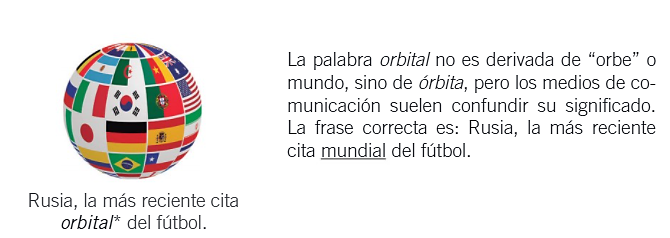 La palabra orbital no es derivada de “orbe” o
mundo, sino de órbita, pero los medios de co-
municación suelen confundir su significado.
La frase correcta es: Rusia, la más reciente
cita mundial del fútbol.
Rusia, la más reciente cita
orbital* del fútbol.